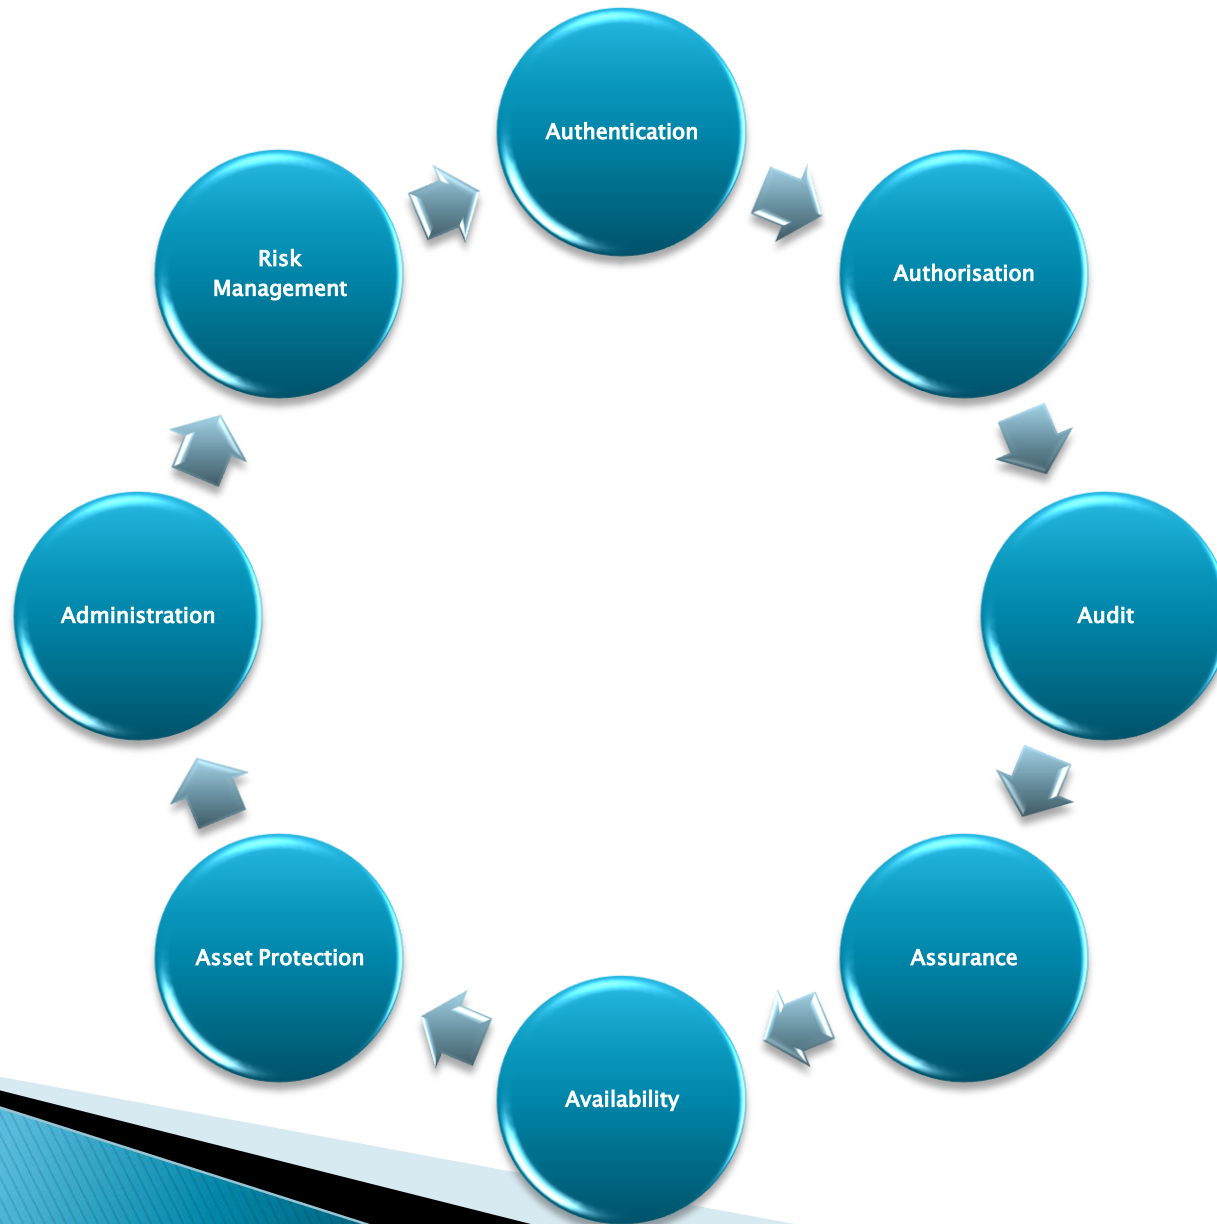 Authentication
Authorisation
Audit
Assurance
Availability
Asset Protection
Administration
Risk
Management